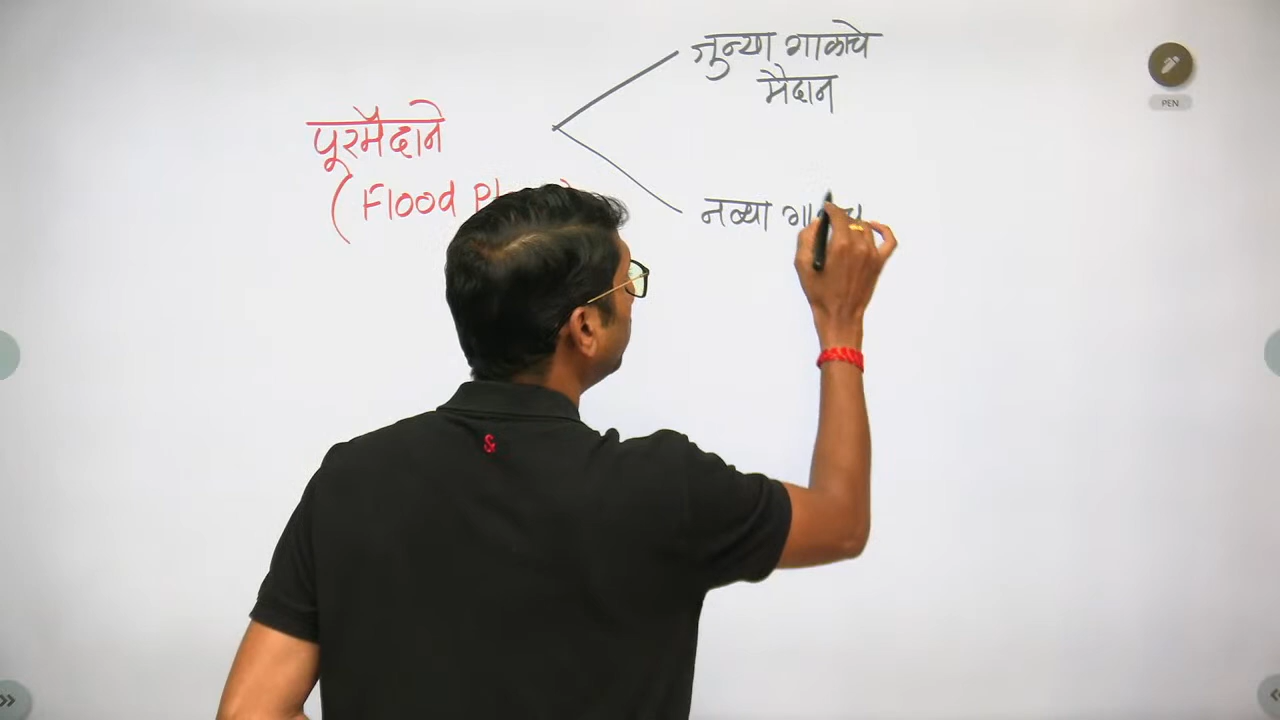 जुन्या गाळाचे
मैदान
पूरमैदाने
(Flood
नव्या
PEN